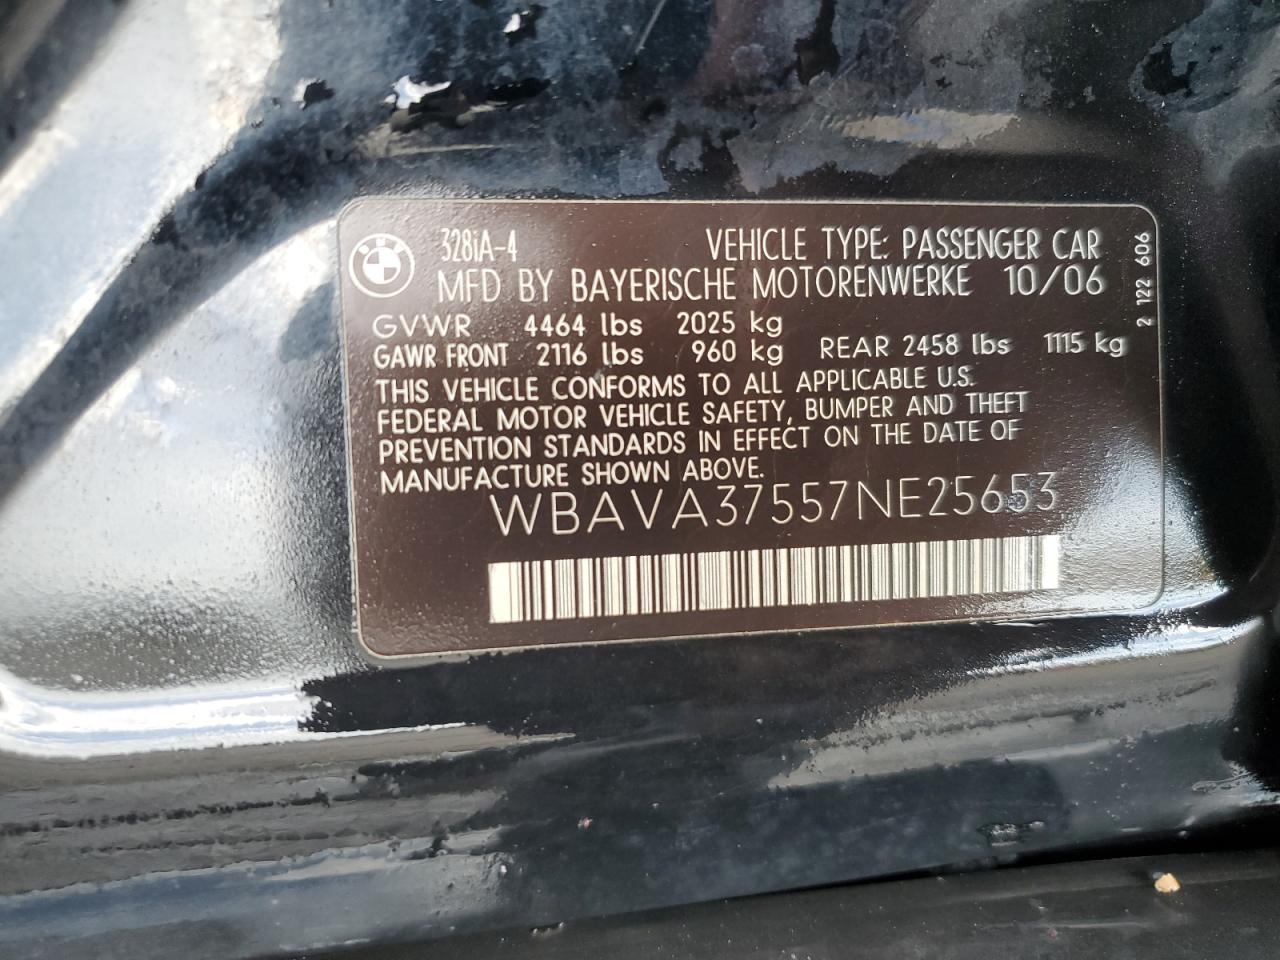 328iA-4 VEHICLE TYPE: PASSENGER CAR
MFD BY BAYERISCHE MOTORENWERKE 10/06
GVWR 4464 lbs 2025 kg
GAWR FRONT 2116 lbs 960 kg REAR 2458 lbs 1115 kg
THIS VEHICLE CONFORMS TO ALL APPLICABLE U.S.
FEDERAL MOTOR VEHICLE SAFETY, BUMPER AND THEFT
PREVENTION STANDARDS IN EFFECT ON THE DATE OF
MANUFACTURE SHOWN ABOVE.
WBAVA37557NE25653
2 122 606